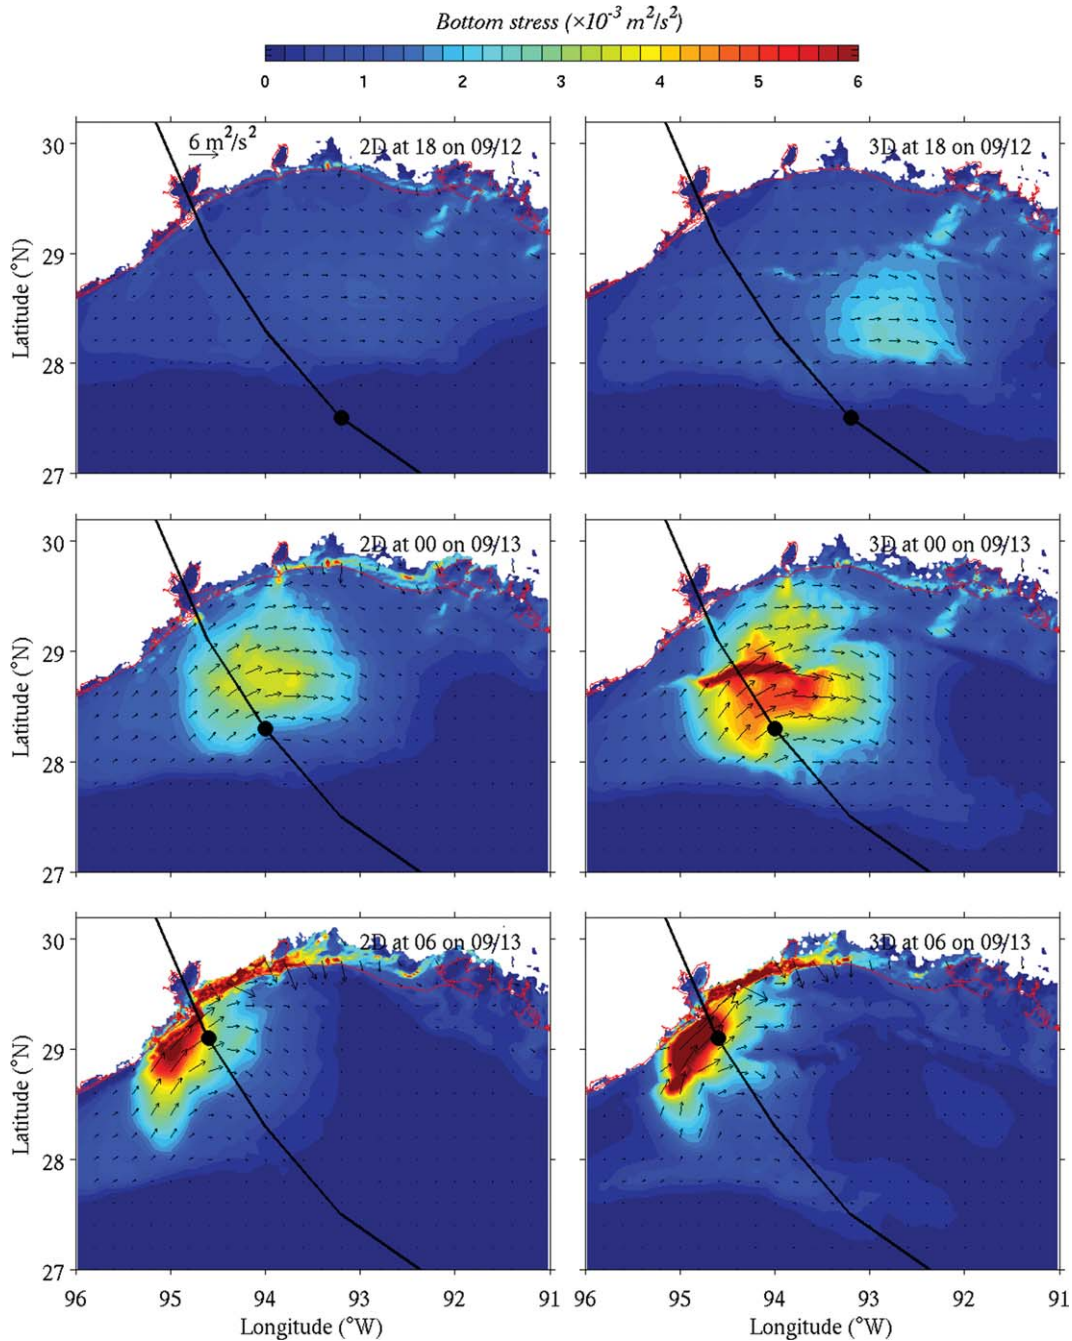 Bottom stress (×10⁻³ m²/s²)
0 1 2 3 4 5 6
30
6 m²/s²
2D at 18 on 09/12
3D at 18 on 09/12
29
Latitude (°N)
28
27
30
2D at 00 on 09/13
3D at 00 on 09/13
29
Latitude (°N)
28
27
30
2D at 06 on 09/13
3D at 06 on 09/13
29
Latitude (°N)
28
27
96 95 94 93 92 91 96 95 94 93 92 91
Longitude (°W) Longitude (°W)